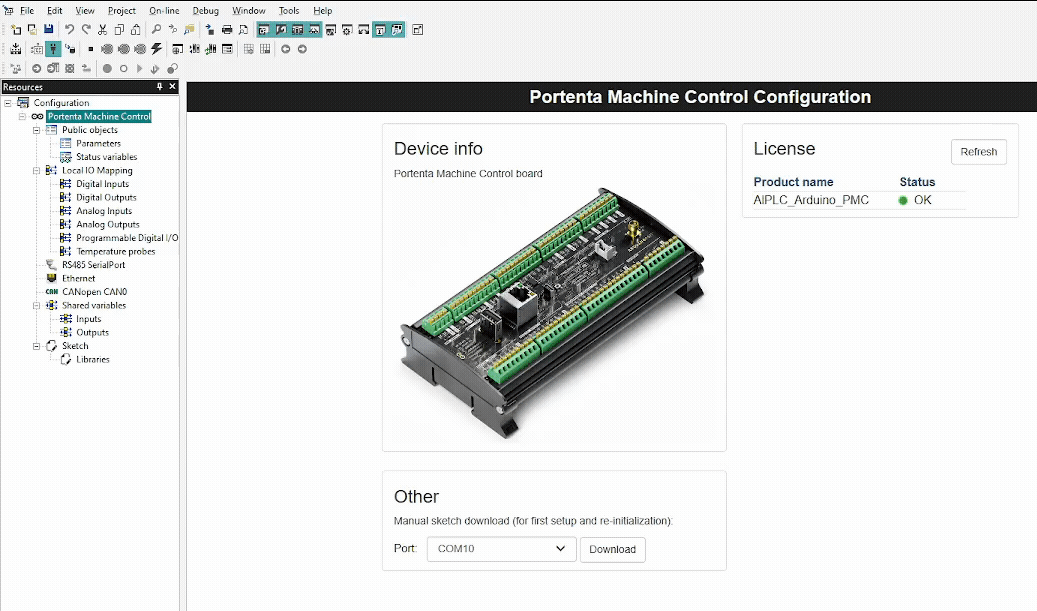 File Edit View Project On-line Debug Window Tools Help
Resources
Configuration
Portenta Machine Control
Public objects
Parameters
Status variables
Local IO Mapping
Digital Inputs
Digital Outputs
Analog Inputs
Analog Outputs
Programmable Digital I/O
Temperature probes
RS485 SerialPort
CAN Ethernet
CANopen CAN0
Shared variables
Inputs
Outputs
Sketch
Libraries
Portenta Machine Control Configuration
Device info
Portenta Machine Control board
License
Refresh
Product name Status
AlPLC_Arduino_PMC OK
Other
Manual sketch download (for first setup and re-initialization):
Port: COM10 Download